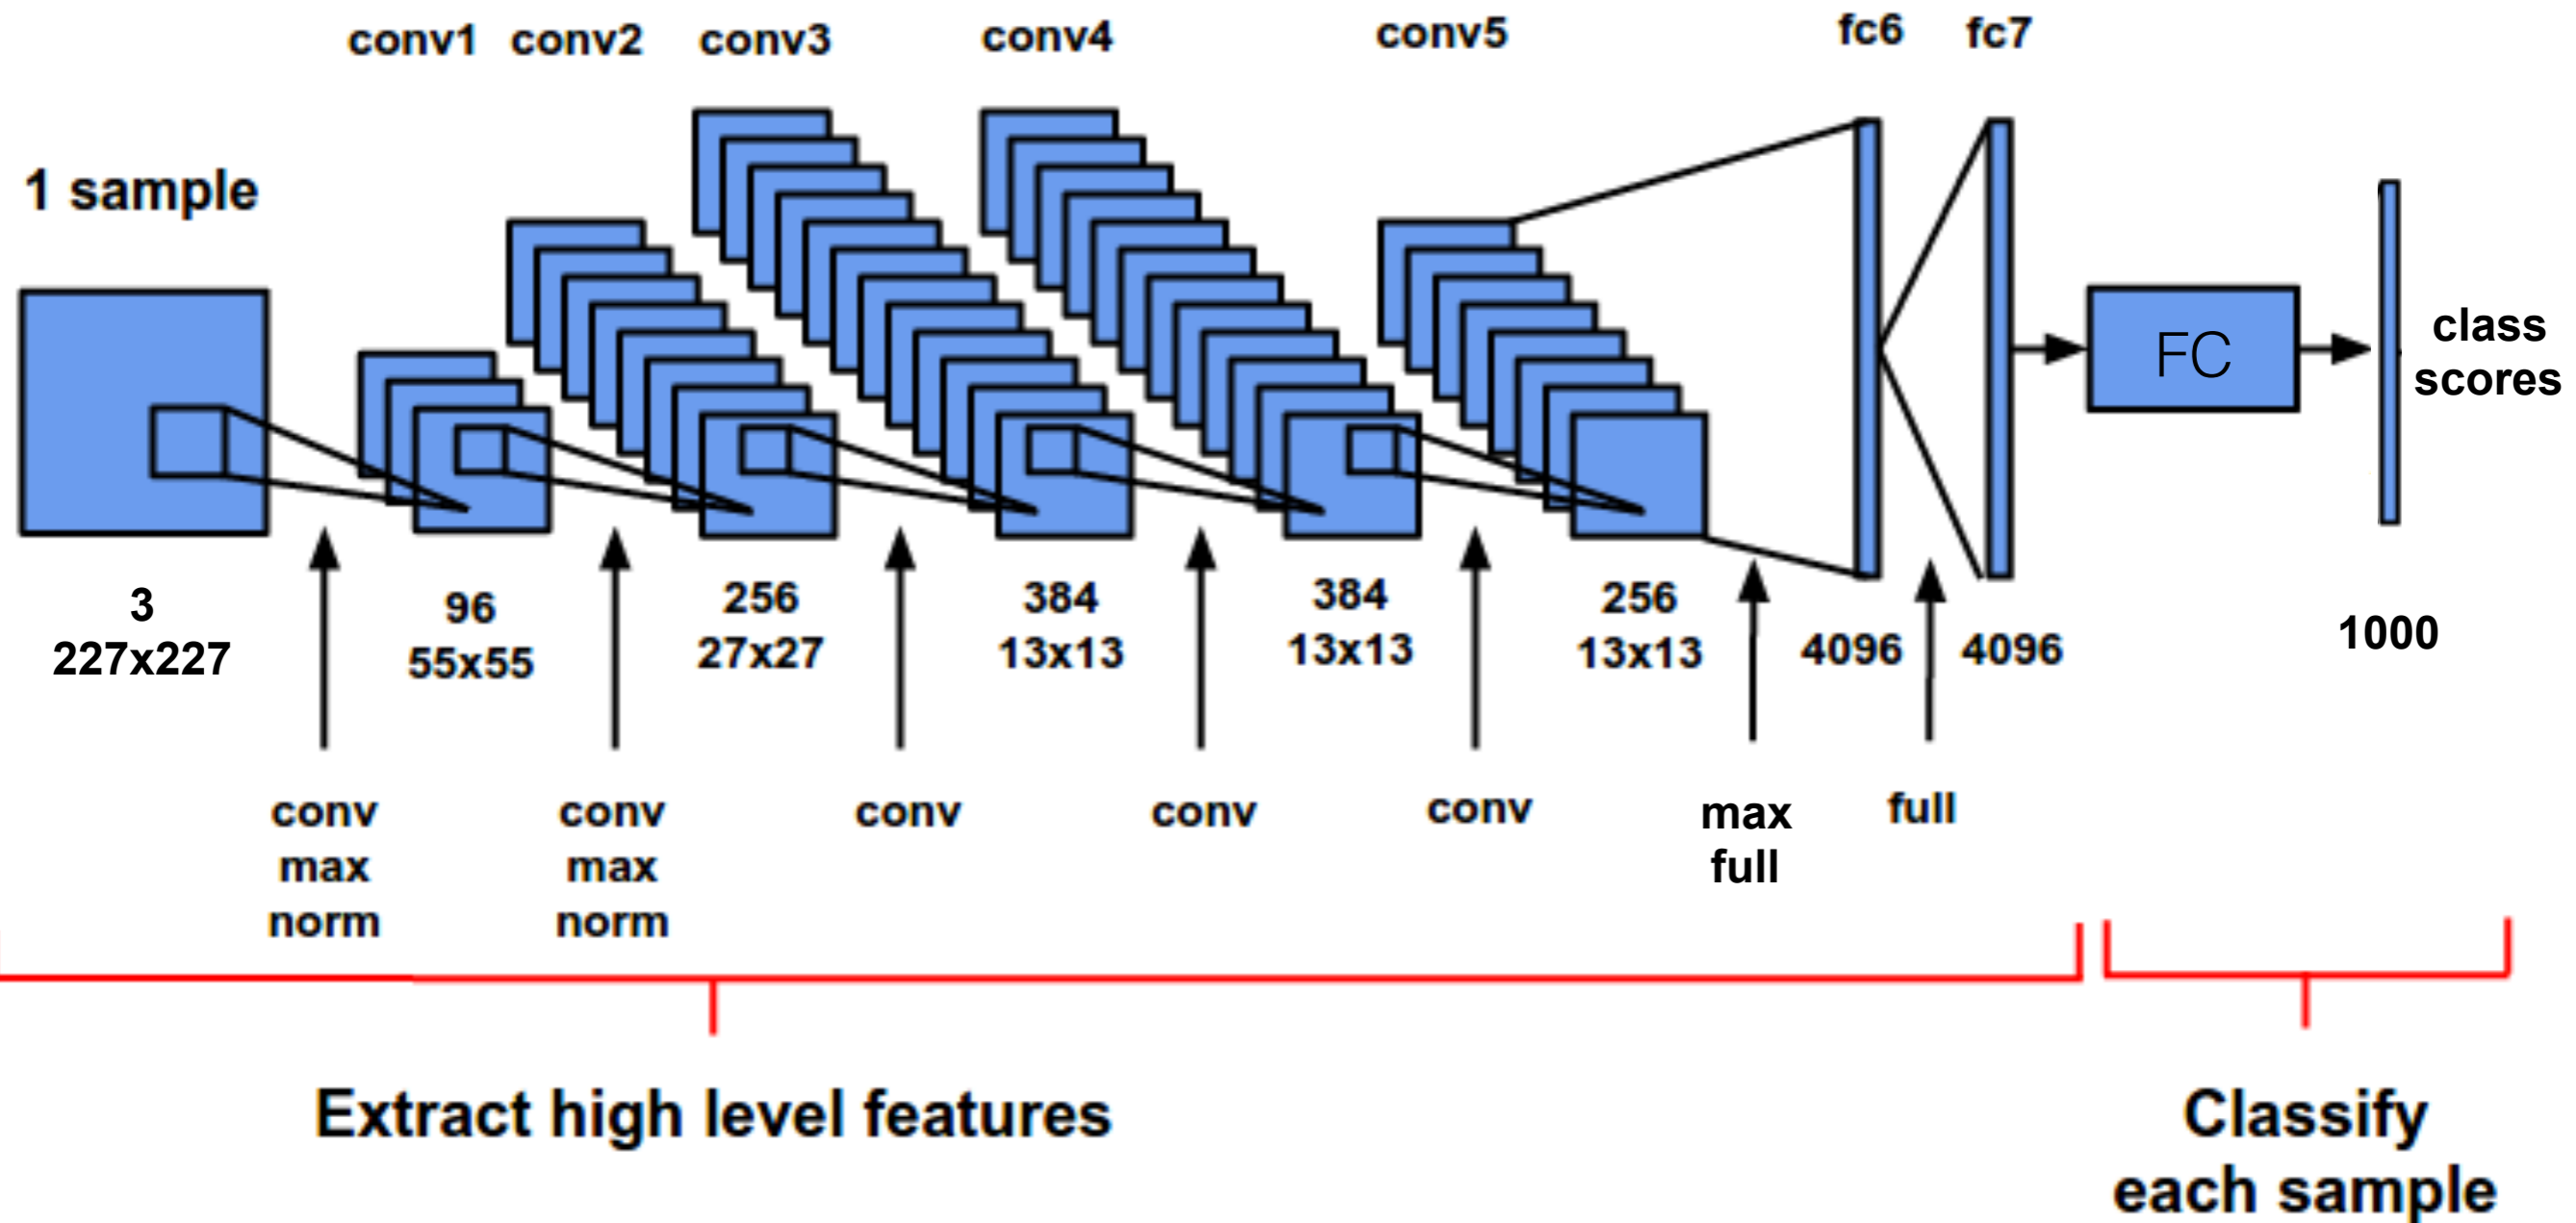 conv1 conv2 conv3 conv4 conv5 fc6 fc7
1 sample
FC
class
scores
3
227x227
96
55x55
256
27x27
384
13x13
384
13x13
256
13x13
4096
4096
1000
conv
max
norm
conv
max
norm
conv
conv
conv
max
full
full
Extract high level features
Classify
each sample